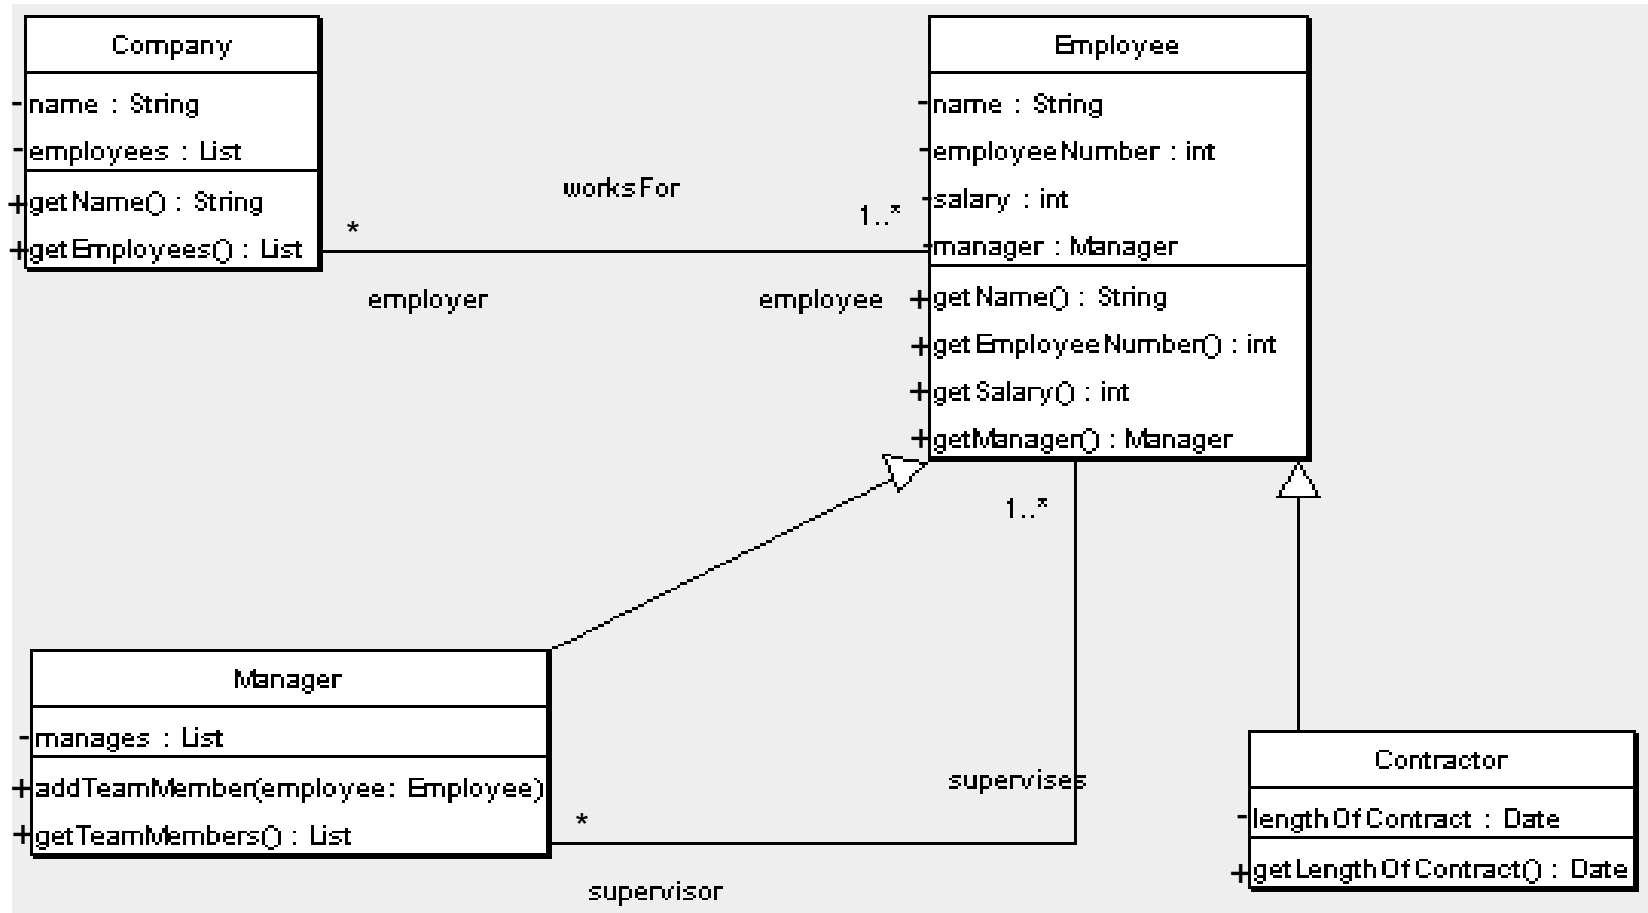 Company
-name : String
-employees : List
+getName() : String
+getEmployees() : List
worksFor
*
1..*
employer
employee
Employee
-name : String
-employeeNumber : int
-salary : int
-manager : Manager
+getName() : String
+getEmployeeNumber() : int
+getSalary() : int
+getManager() : Manager
1..*
Manager
-manages : List
+addTeamMember(employee: Employee)
+getTeamMembers() : List
*
supervises
supervisor
Contractor
-lengthOfContract : Date
+getLengthOfContract() : Date